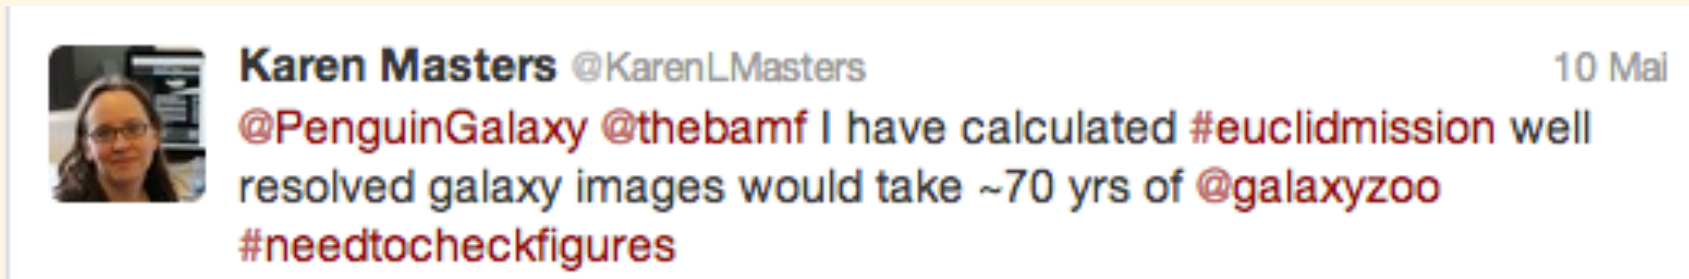 Karen Masters @KarenLMasters 10 Mai
@PenguinGalaxy @thebamf I have calculated #euclidmission well
resolved galaxy images would take ~70 yrs of @galaxyzoo
#needtocheckfigures